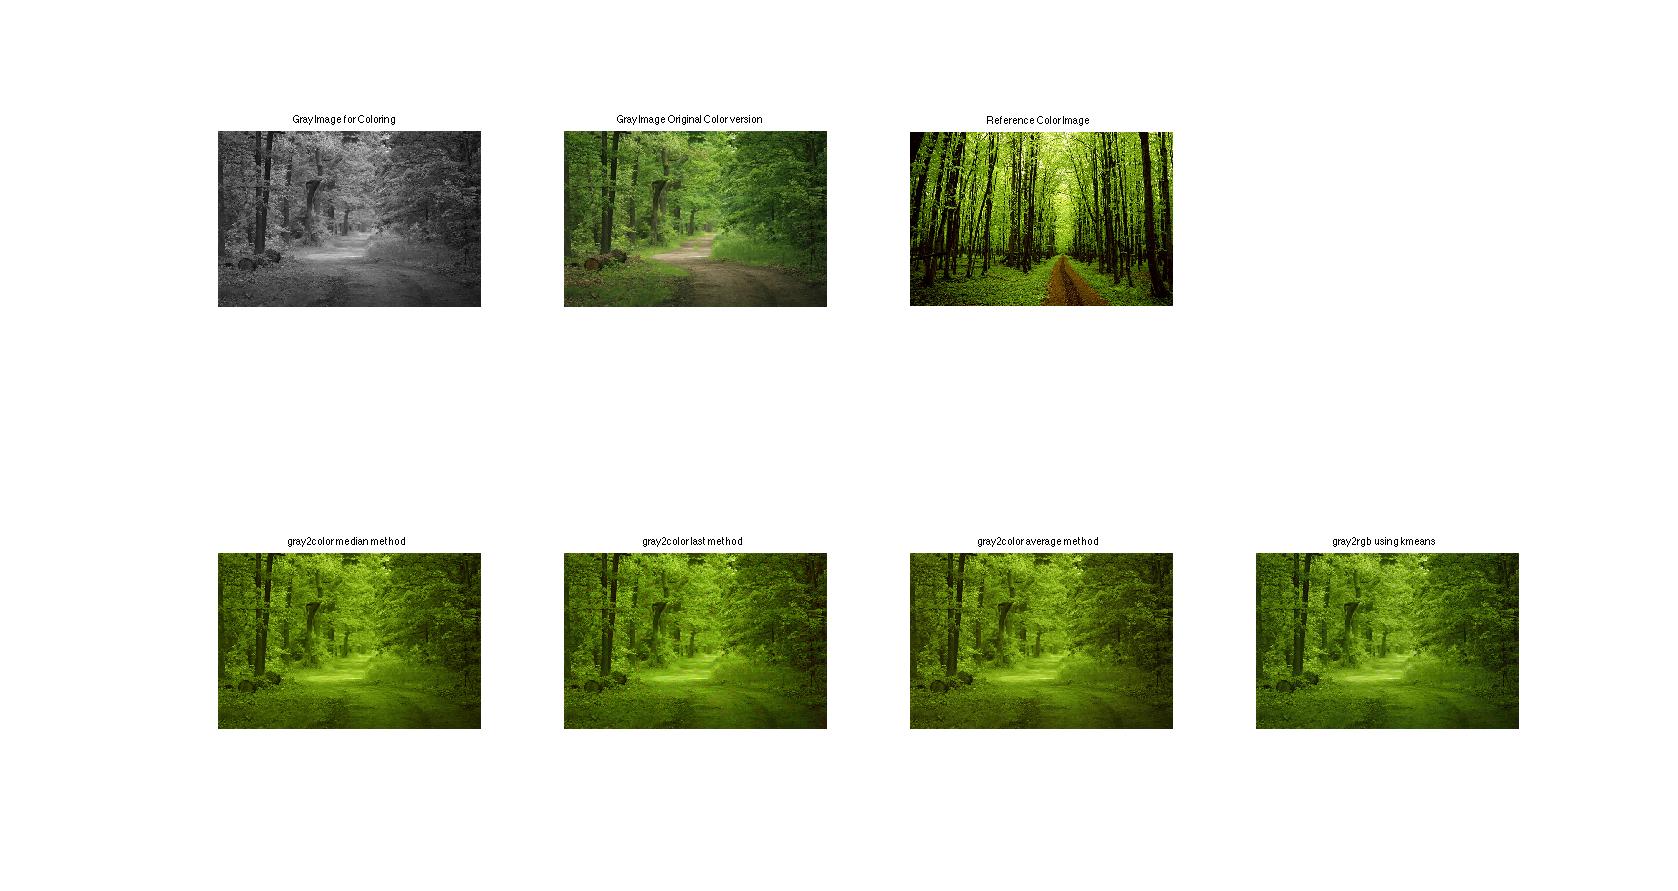 Gray Image for Coloring
Gray Image Original Color version
Reference Color Image
gray2color median method
gray2color last method
gray2color average method
gray2rgb using kmeans